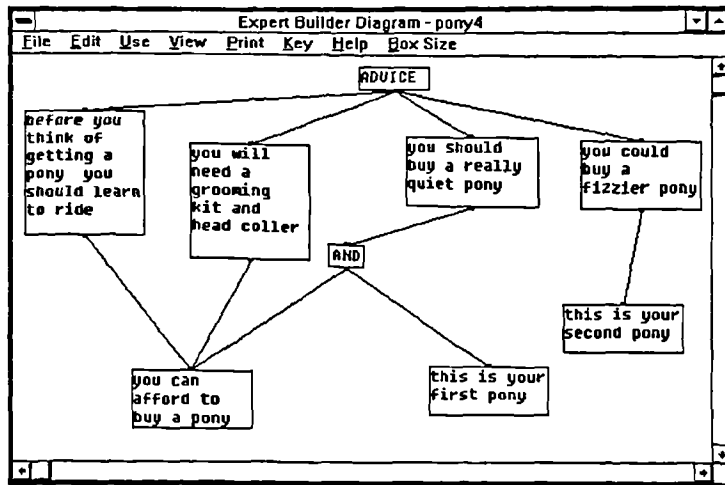 Expert Builder Diagram - pony4
File Edit Use View Print Key Help Box Size
ADVICE
before you
think of
getting a
pony you
should learn
to ride
you will
need a
grooming
kit and
head coller
you should
buy a really
quiet pony
you could
buy a
fizzier pony
AND
this is your
second pony
you can
afford to
buy a pony
this is your
first pony